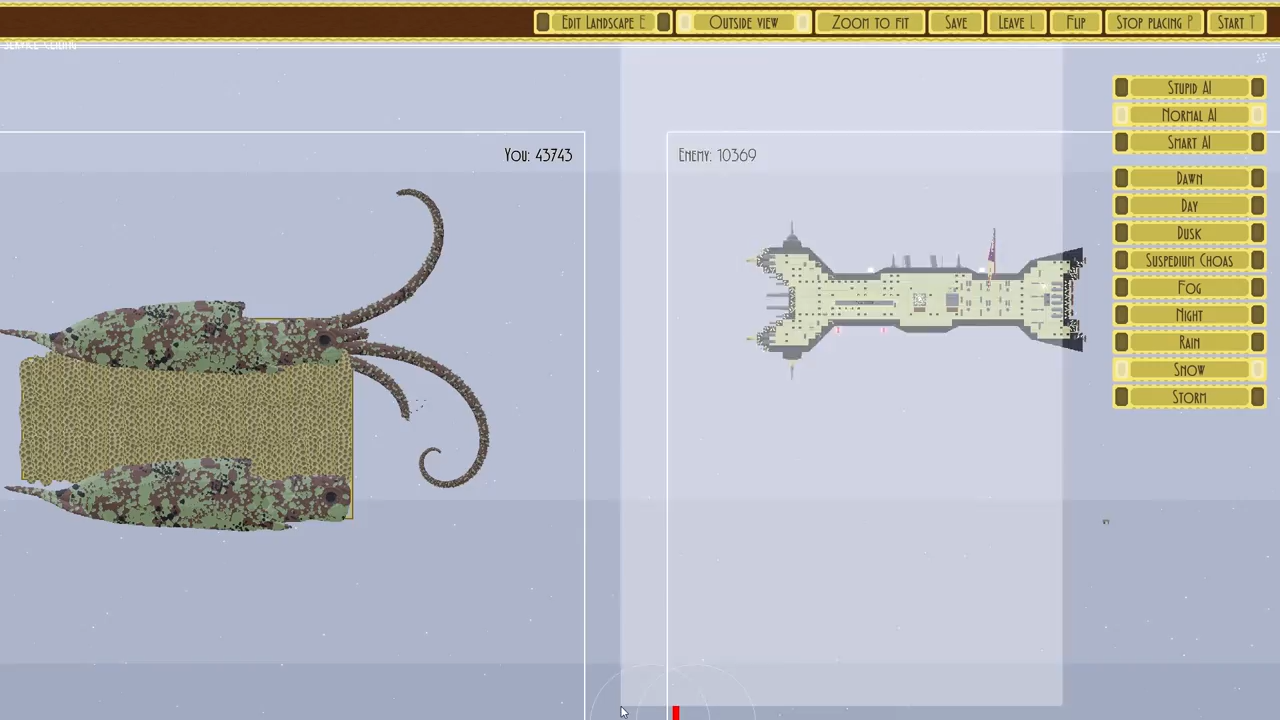 Edit Landscape E
Outside view
Zoom to fit
Save
Leave L
Flip
Stop placing P
Start T
You: 43743
Enemy: 10369
Stupid AI
Normal AI
Smart AI
Dawn
Day
Dusk
Suspedium Choas
Fog
Night
Rain
Snow
Storm